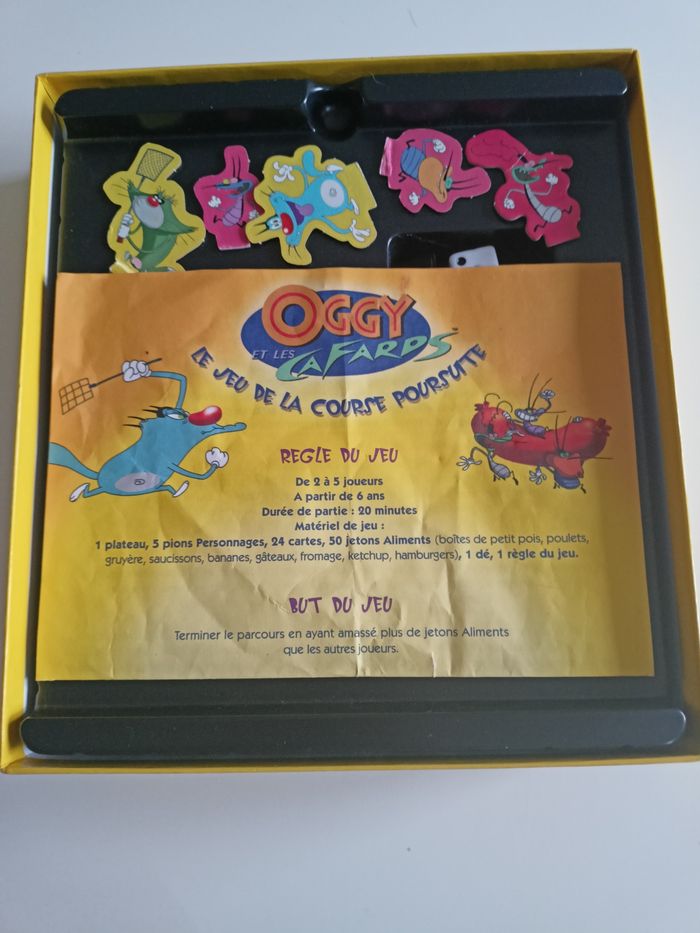 OGGY
ET LES CAFARDS
LE JEU DE LA COURSE POURSUITE
REGLE DU JEU
De 2 à 5 joueurs
A partir de 6 ans
Durée de partie : 20 minutes
Matériel de jeu :
1 plateau, 5 pions Personnages, 24 cartes, 50 jetons Aliments (boîtes de petit pois, poulets,
gruyère, saucissons, bananes, gâteaux, fromage, ketchup, hamburgers), 1 dé, 1 règle du jeu.
BUT DU JEU
Terminer le parcours en ayant amassé plus de jetons Aliments
que les autres joueurs.